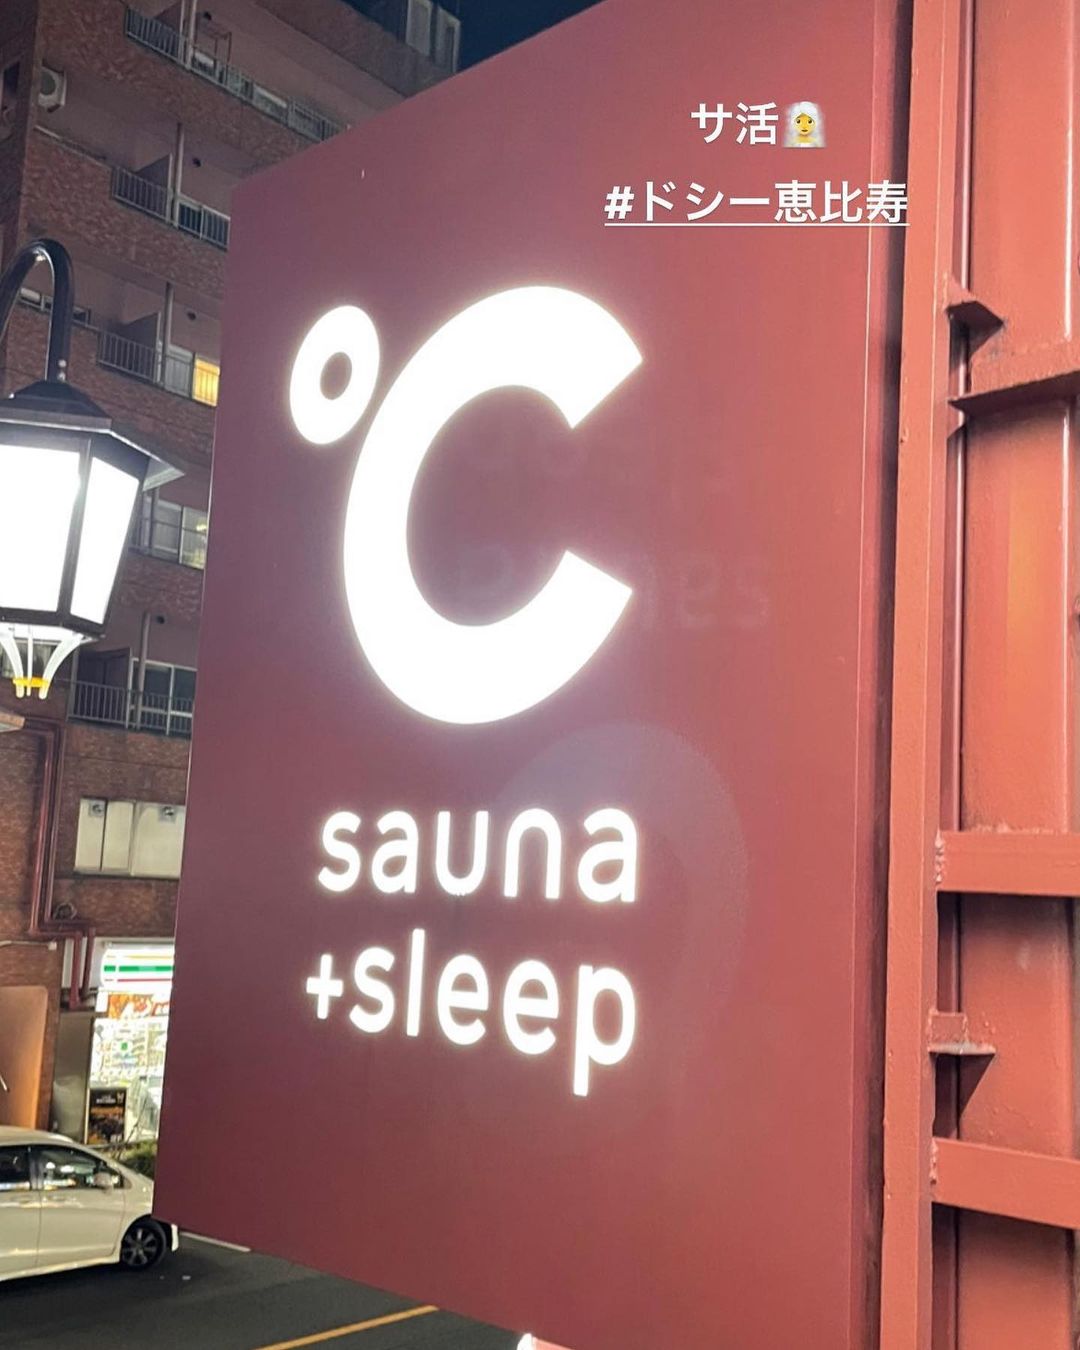 サ活👰
#ドシー恵比寿
℃
sauna
+sleep